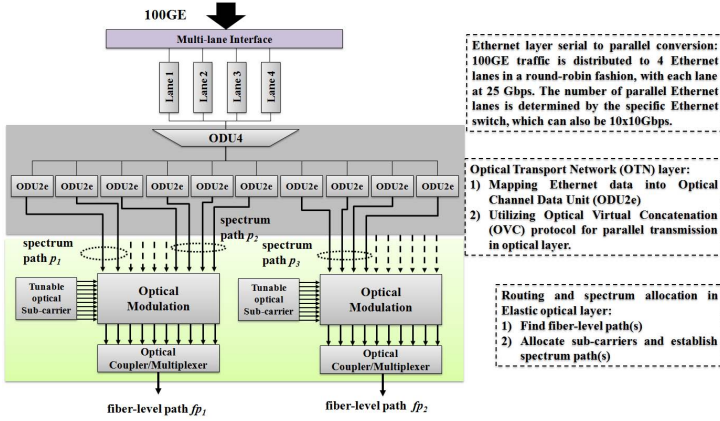 100GE
Multi-lane Interface
Lane 1
Lane 2
Lane 3
Lane 4
ODU4
ODU2e
ODU2e
ODU2e
ODU2e
ODU2e
ODU2e
ODU2e
ODU2e
ODU2e
ODU2e
spectrum
path p1
spectrum
path p2
spectrum
path p3
Tunable
optical
Sub-carrier
Optical
Modulation
Tunable
optical
Sub-carrier
Optical
Modulation
Optical
Coupler/Multiplexer
Optical
Coupler/Multiplexer
fiber-level path fp1
fiber-level path fp2
Ethernet layer serial to parallel conversion:
100GE traffic is distributed to 4 Ethernet
lanes in a round-robin fashion, with each lane
at 25 Gbps. The number of parallel Ethernet
lanes is determined by the specific Ethernet
switch, which can also be 10x10Gbps.
Optical Transport Network (OTN) layer:
1) Mapping Ethernet data into Optical
Channel Data Unit (ODU2e)
2) Utilizing Optical Virtual Concatenation
(OVC) protocol for parallel transmission
in optical layer.
Routing and spectrum allocation in
Elastic optical layer:
1) Find fiber-level path(s)
2) Allocate sub-carriers and establish
spectrum path(s)